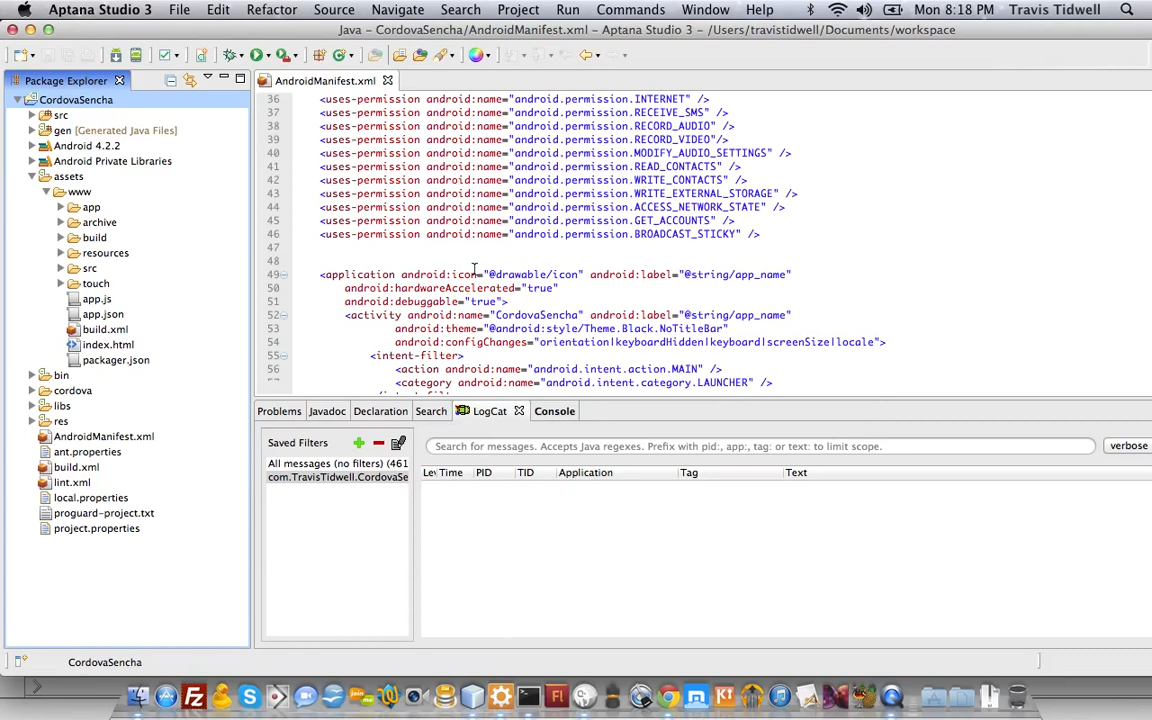 Aptana Studio 3 File Edit Refactor Source Navigate Search Project Run Commands Window Help Mon 8:18 PM Travis Tidwell
Java – CordovaSencha/AndroidManifest.xml – Aptana Studio 3 – /Users/travistidwell/Documents/workspace
Package Explorer
CordovaSencha
src
gen [Generated Java Files]
Android 4.2.2
Android Private Libraries
assets
www
app
archive
build
resources
src
touch
app.js
app.json
build.xml
index.html
packager.json
bin
cordova
libs
res
AndroidManifest.xml
ant.properties
build.xml
lint.xml
local.properties
proguard-project.txt
project.properties
AndroidManifest.xml
36 <uses-permission android:name="android.permission.INTERNET" />
37 <uses-permission android:name="android.permission.RECEIVE_SMS" />
38 <uses-permission android:name="android.permission.RECORD_AUDIO" />
39 <uses-permission android:name="android.permission.RECORD_VIDEO"/>
40 <uses-permission android:name="android.permission.MODIFY_AUDIO_SETTINGS" />
41 <uses-permission android:name="android.permission.READ_CONTACTS" />
42 <uses-permission android:name="android.permission.WRITE_CONTACTS" />
43 <uses-permission android:name="android.permission.WRITE_EXTERNAL_STORAGE" />
44 <uses-permission android:name="android.permission.ACCESS_NETWORK_STATE" />
45 <uses-permission android:name="android.permission.GET_ACCOUNTS" />
46 <uses-permission android:name="android.permission.BROADCAST_STICKY" />
47
48
49 <application android:icon="@drawable/icon" android:label="@string/app_name"
50 android:hardwareAccelerated="true"
51 android:debuggable="true">
52 <activity android:name="CordovaSencha" android:label="@string/app_name"
53 android:theme="@android:style/Theme.Black.NoTitleBar"
54 android:configChanges="orientation|keyboardHidden|keyboard|screenSize|locale">
55 <intent-filter>
56 <action android:name="android.intent.action.MAIN" />
<category android:name="android.intent.category.LAUNCHER" />
Problems Javadoc Declaration Search LogCat Console
Saved Filters
All messages (no filters) (461
com.TravisTidwell.CordovaSe
Search for messages. Accepts Java regexes. Prefix with pid:, app:, tag: or text: to limit scope.
verbose
Le Time PID TID Application Tag Text
CordovaSencha